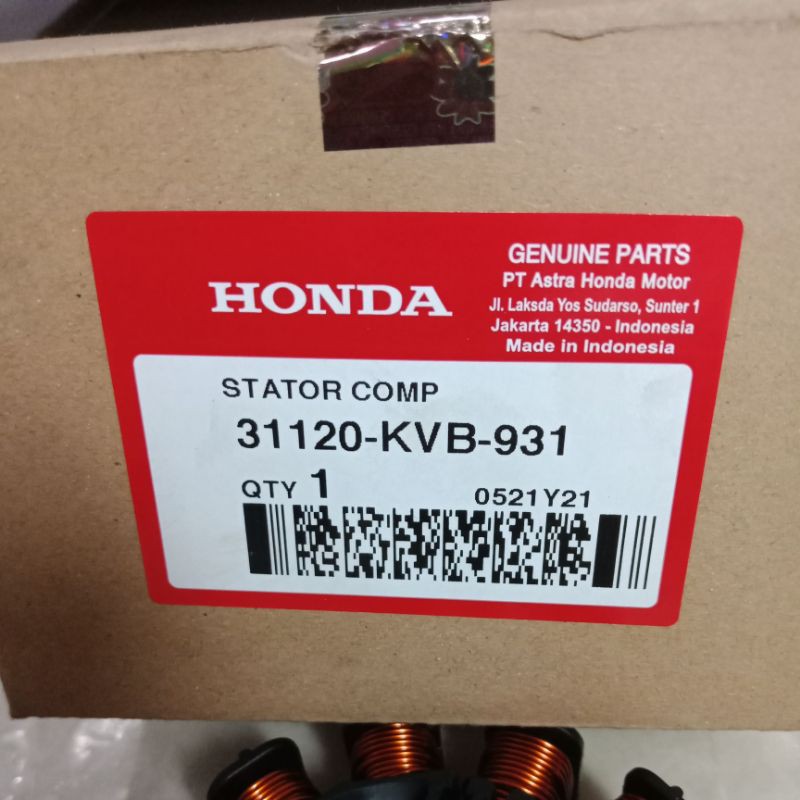 HONDA
GENUINE PARTS
PT Astra Honda Motor
Jl. Laksda Yos Sudarso, Sunter 1
Jakarta 14350 - Indonesia
Made in Indonesia
STATOR COMP
31120-KVB-931
QTY 1
0521Y21